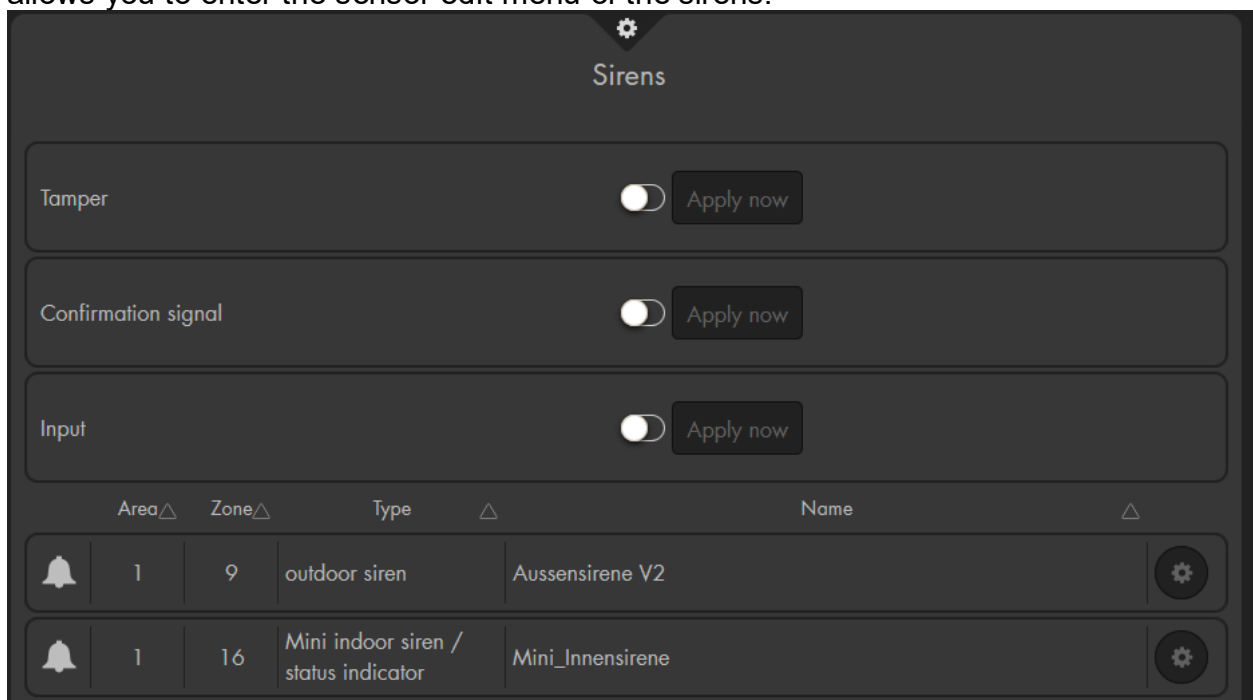 allows you to enter the sensor edit menu of the sirens.
Sirens
Tamper Apply now
Confirmation signal Apply now
Input Apply now
Area Zone Type Name
1 9 outdoor siren Aussensirene V2
1 16 Mini indoor siren / status indicator Mini_Innensirene